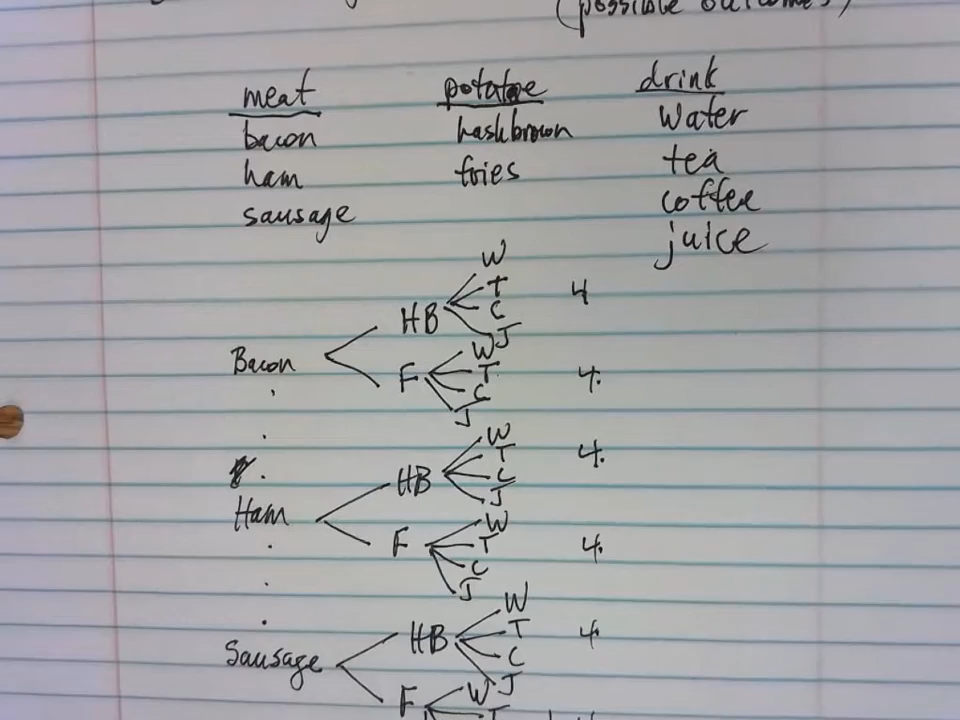 (possible outcomes)
meat potatoe drink
bacon hashbrown Water
ham fries tea
sausage coffee
juice
W
T 4
C
HB
J
W
Bacon
F T 4.
C
J
W
T 4.
HB C
J
Ham
W
F T 4.
C
J
W
HB T 4
C
Sausage
J
F W
T